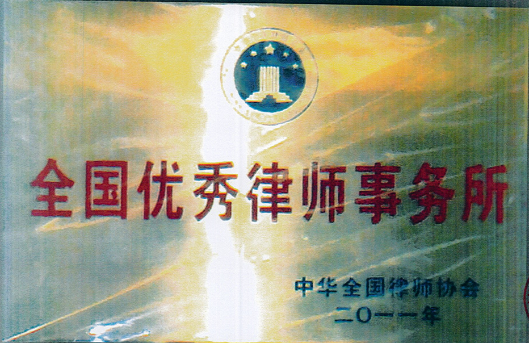 全国优秀律师事务所
中华全国律师协会
二〇一一年